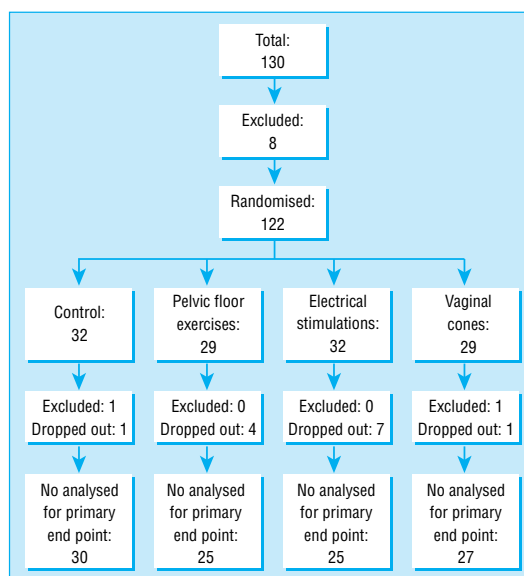 Total:
130
Excluded:
8
Randomised:
122
Control:
32
Pelvic floor
exercises:
29
Electrical
stimulations:
32
Vaginal
cones:
29
Excluded: 1
Dropped out: 1
Excluded: 0
Dropped out: 4
Excluded: 0
Dropped out: 7
Excluded: 1
Dropped out: 1
No analysed
for primary
end point:
30
No analysed
for primary
end point:
25
No analysed
for primary
end point:
25
No analysed
for primary
end point:
27